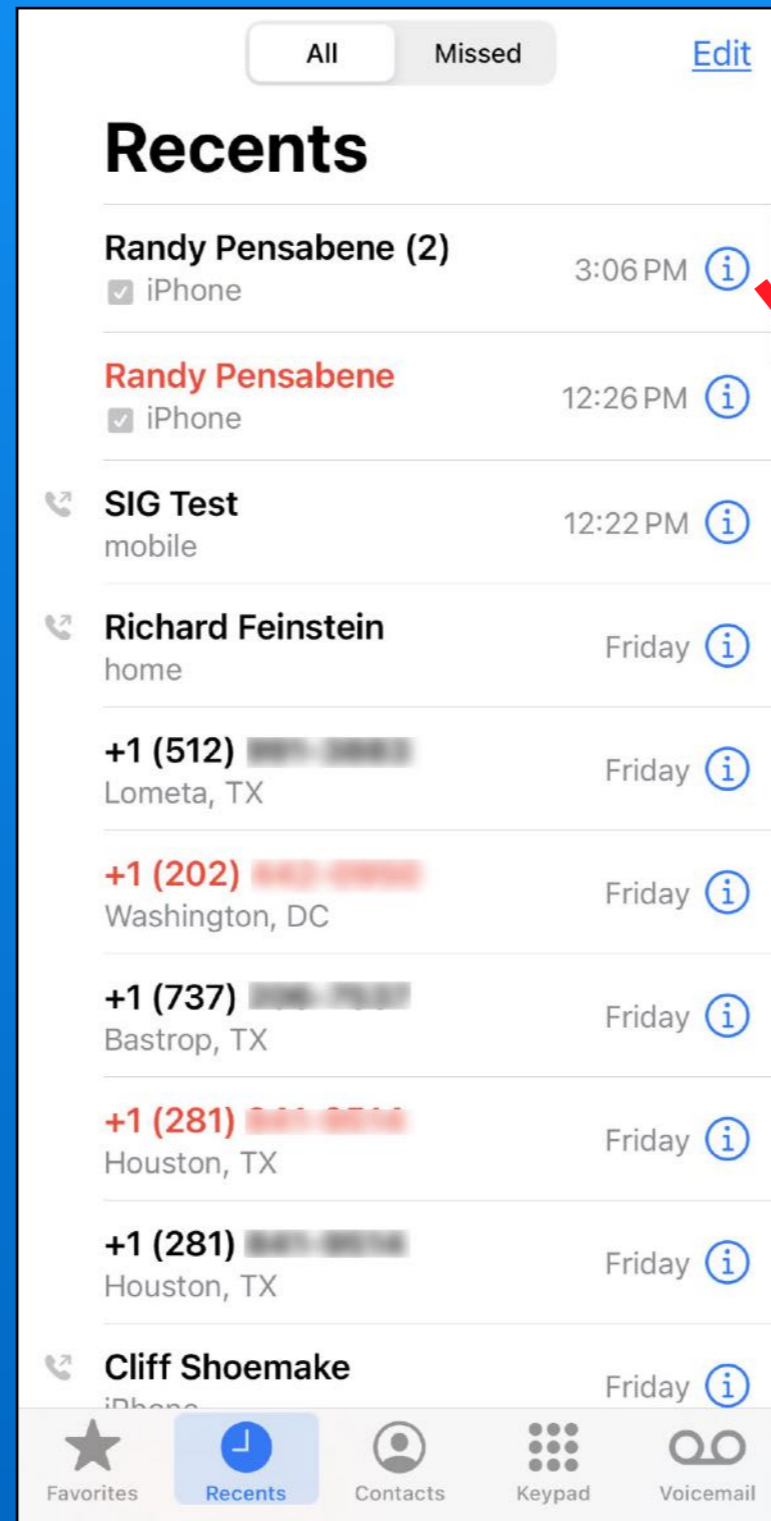 All Missed Edit
Recents
Randy Pensabene (2)
iPhone
3:06 PM
Randy Pensabene
iPhone
12:26 PM
SIG Test
mobile
12:22 PM
Richard Feinstein
home
Friday
+1 (512)
Lometa, TX
Friday
+1 (202)
Washington, DC
Friday
+1 (737)
Bastrop, TX
Friday
+1 (281)
Houston, TX
Friday
+1 (281)
Houston, TX
Friday
Cliff Shoemake
iPhone
Friday
Favorites Recents Contacts Keypad Voicemail